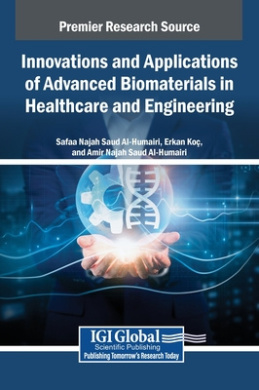 Premier Research Source
Innovations and Applications
of Advanced Biomaterials in
Healthcare and Engineering
Safaa Najah Saud Al-Humairi, Erkan Koç,
and Amir Najah Saud Al-Humairi
IGI Global
Scientific Publishing
Publishing Tomorrow's Research Today